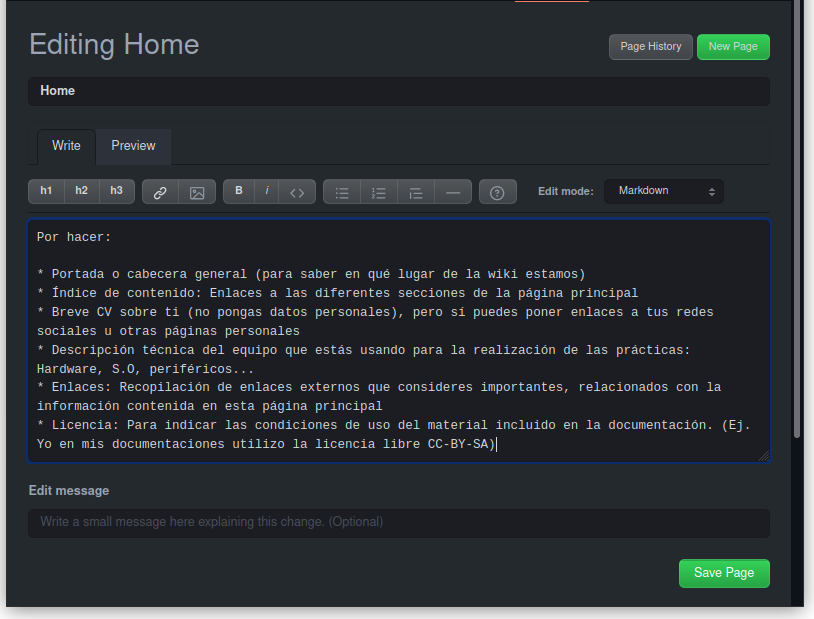 Editing Home
Page History
New Page
Home
Write
Preview
h1 h2 h3 B i <> ? Edit mode: Markdown
Por hacer:
* Portada o cabecera general (para saber en qué lugar de la wiki estamos)
* Índice de contenido: Enlaces a las diferentes secciones de la página principal
* Breve CV sobre ti (no pongas datos personales), pero si puedes poner enlaces a tus redes
sociales u otras páginas personales
* Descripción técnica del equipo que estás usando para la realización de las prácticas:
Hardware, S.O, periféricos...
* Enlaces: Recopilación de enlaces externos que consideres importantes, relacionados con la
información contenida en esta página principal
* Licencia: Para indicar las condiciones de uso del material incluido en la documentación. (Ej.
Yo en mis documentaciones utilizo la licencia libre CC-BY-SA)
Edit message
Write a small message here explaining this change. (Optional)
Save Page